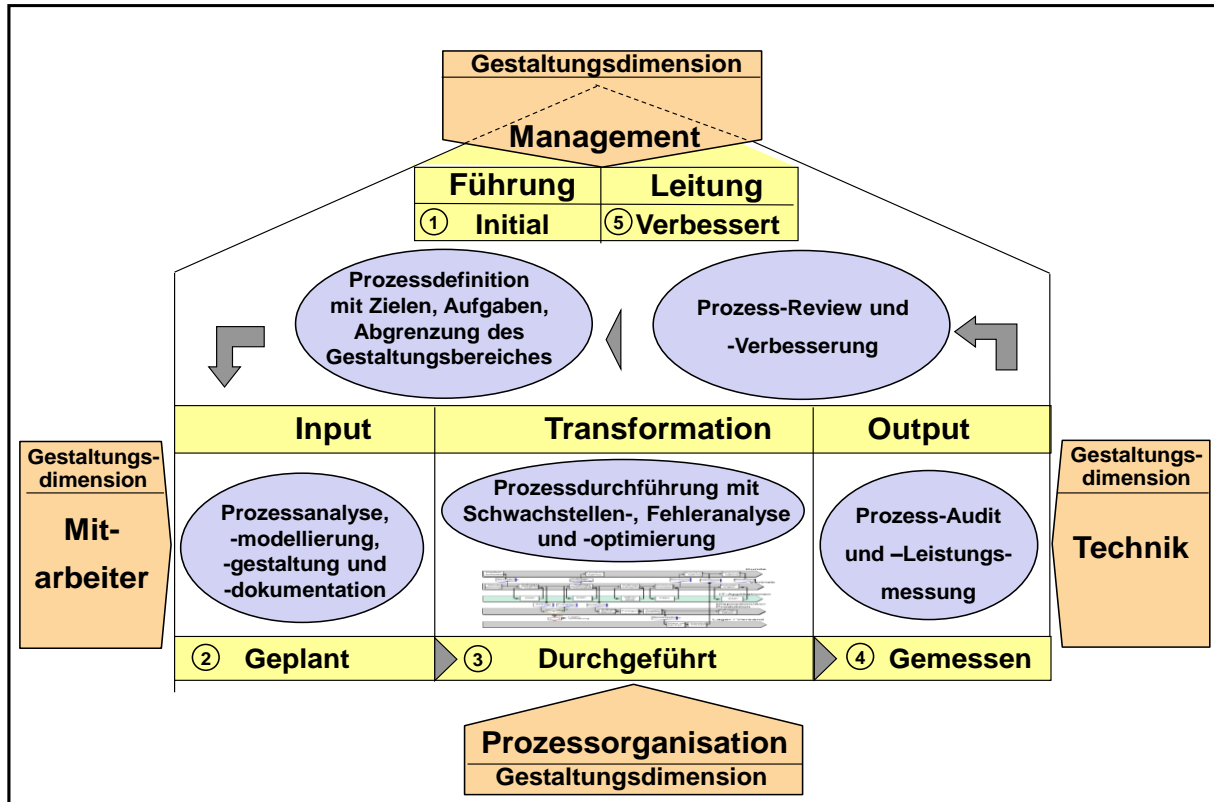 Gestaltungsdimension
Management
Führung
Leitung
1 Initial
5 Verbessert
Prozessdefinition
mit Zielen, Aufgaben,
Abgrenzung des
Gestaltungsbereiches
Prozess-Review und
-Verbesserung
Input
Transformation
Output
Gestaltungs-
dimension
Mit-
arbeiter
Prozessanalyse,
-modellierung,
-gestaltung und
-dokumentation
Prozessdurchführung mit
Schwachstellen-, Fehleranalyse
und -optimierung
Prozess-Audit
und –Leistungs-
messung
Gestaltungs-
dimension
Technik
2 Geplant
3 Durchgeführt
4 Gemessen
Prozessorganisation
Gestaltungsdimension